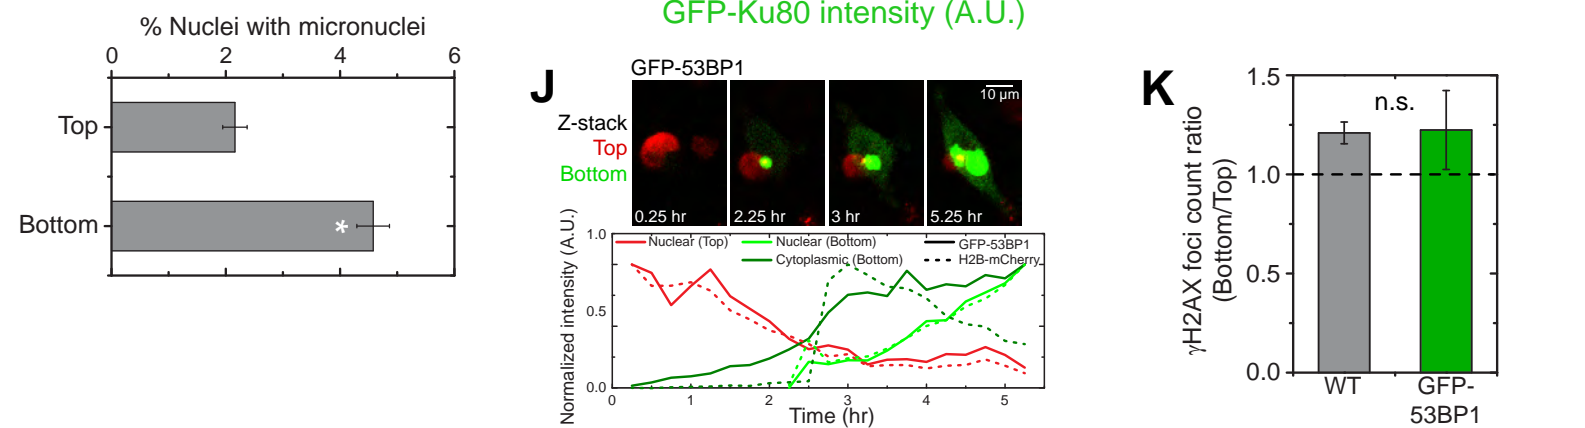 % Nuclei with micronuclei
0 2 4 6
Top
Bottom
*
GFP-Ku80 intensity (A.U.)
J
GFP-53BP1
Z-stack
Top
Bottom
10 μm
0.25 hr
2.25 hr
3 hr
5.25 hr
Normalized intensity (A.U.)
1.0
0.5
0.0
Nuclear (Top)
Nuclear (Bottom)
Cytoplasmic (Bottom)
GFP-53BP1
H2B-mCherry
0 1 2 3 4 5
Time (hr)
K
γH2AX foci count ratio
(Bottom/Top)
1.5
1.0
0.5
0.0
n.s.
WT
GFP-
53BP1